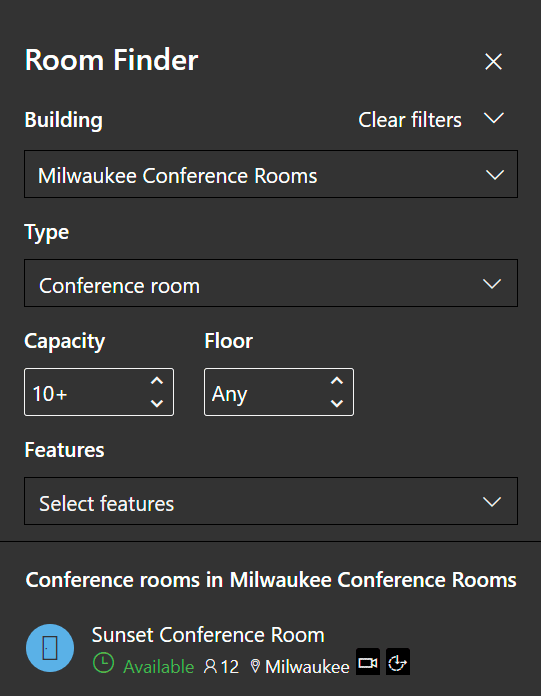 Room Finder
Building
Clear filters
Milwaukee Conference Rooms
Type
Conference room
Capacity Floor
10+ Any
Features
Select features
Conference rooms in Milwaukee Conference Rooms
Sunset Conference Room
Available 12 Milwaukee